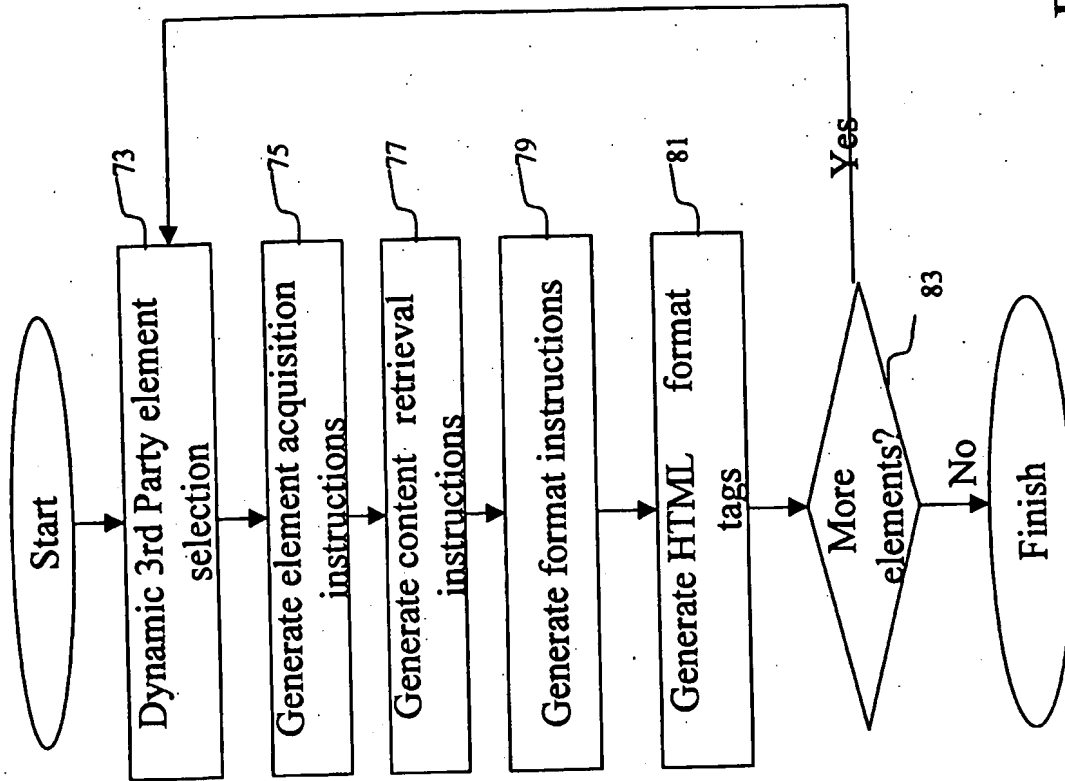 Start
Dynamic 3rd Party element
selection
73
Generate element acquisition
instructions
75
Generate content retrieval
instructions
77
Generate format instructions
79
Generate HTML format
tags
81
More
elements?
83
Yes
No
Finish